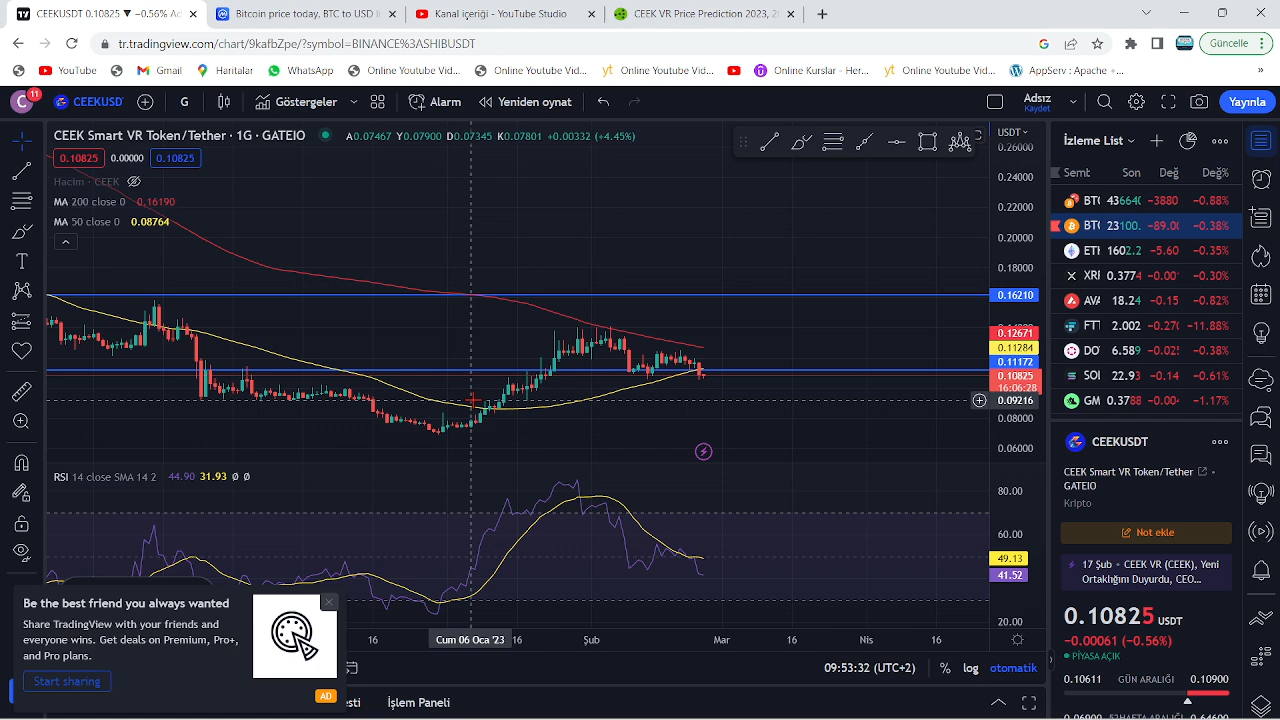 CEEKUSDT 0.10825 ▼ −0.56% Ad
Bitcoin price today, BTC to USD li
Kanal içeriği - YouTube Studio
CEEK VR Price Prediction 2023, 20
tr.tradingview.com/chart/9kafbZpe/?symbol=BINANCE%3ASHIBUSDT
Güncelle
YouTube
Gmail
Haritalar
WhatsApp
Online Youtube Vid...
Online Youtube Vid...
Online Youtube Vid...
Online Kurslar - Her...
Online Youtube Vid...
AppServ : Apache +...
»
C 11
CEEKUSD
G
Göstergeler
Alarm
Yeniden oynat
Adsız
Kaydet
Yayınla
CEEK Smart VR Token/Tether · 1G · GATEIO
A0.07467 Y0.07900 D0.07345 K0.07801 +0.00332 (+4.45%)
0.10825 0.00000 0.10825
Hacim · CEEK
MA 200 close 0 0.16190
MA 50 close 0 0.08764
USDT
0.26000
0.24000
0.22000
0.20000
0.18000
0.16210
0.12671
0.11284
0.11172
0.10825
16:06:28
0.09216
0.08000
0.06000
RSI 14 close SMA 14 2 44.90 31.93 Ø Ø
80.00
60.00
49.13
41.52
20.00
16
Cum 06 Oca '23
16
Şub
Mar
16
Nis
16
09:53:32 (UTC+2)
% log otomatik
İşlem Paneti
Be the best friend you always wanted
Share TradingView with your friends and
everyone wins. Get deals on Premium, Pro+,
and Pro plans.
Start sharing
AD
İzleme List
Semt Son Değ Değ%
BTC 43664 −3880 −0.88%
BTC 23100. −89.00 −0.38%
ETH 1602.2 −5.60 −0.35%
XRI 0.3774 −0.00 −0.30%
AVA 18.24 −0.15 −0.82%
FTT 2.002 −0.270 −11.88%
DO 6.589 −0.02 −0.38%
SOI 22.93 −0.14 −0.61%
GM 0.3788 −0.00 −1.17%
CEEKUSDT
CEEK Smart VR Token/Tether
GATEIO
Kripto
Not ekle
17 Şub • CEEK VR (CEEK), Yeni
Ortaklığını Duyurdu, CEO...
0.10825 USDT
−0.00061 (−0.56%)
PİYASA AÇIK
0.10611 GÜN ARALIĞI 0.10900